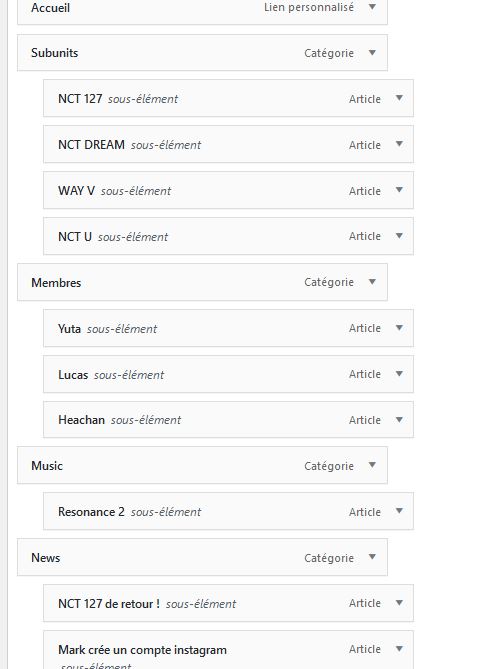 Accueil Lien personnalisé
Subunits Catégorie
NCT 127 sous-élément Article
NCT DREAM sous-élément Article
WAY V sous-élément Article
NCT U sous-élément Article
Membres Catégorie
Yuta sous-élément Article
Lucas sous-élément Article
Heachan sous-élément Article
Music Catégorie
Resonance 2 sous-élément Article
News Catégorie
NCT 127 de retour ! sous-élément Article
Mark crée un compte instagram Article
sous-élément